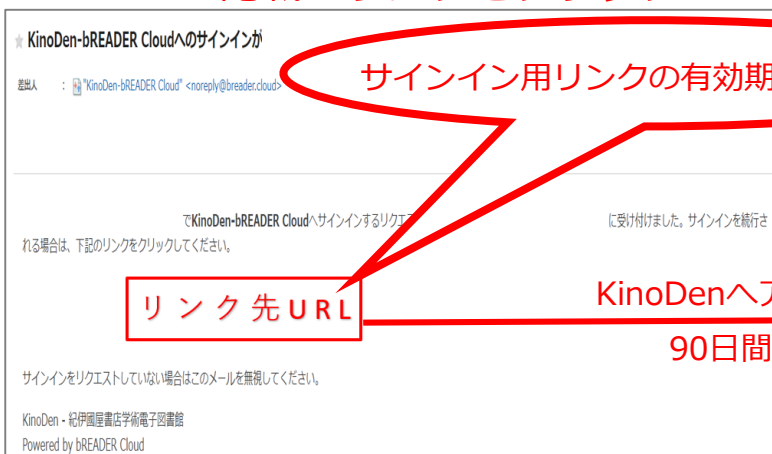 ★ KinoDen-bREADER Cloudへのサインインが
差出人 : "KinoDen-bREADER Cloud" <noreply@breader.cloud>
サインイン用リンクの有効期
でKinoDen-bREADER Cloudへサインインするリクエス に受け付けました。サインインを続行さ
れる場合は、下記のリンクをクリックしてください。
リンク先URL
KinoDenへア
90日間
サインインをリクエストしていない場合はこのメールを無視してください。
KinoDen - 紀伊國屋書店学術電子図書館
Powered by bREADER Cloud